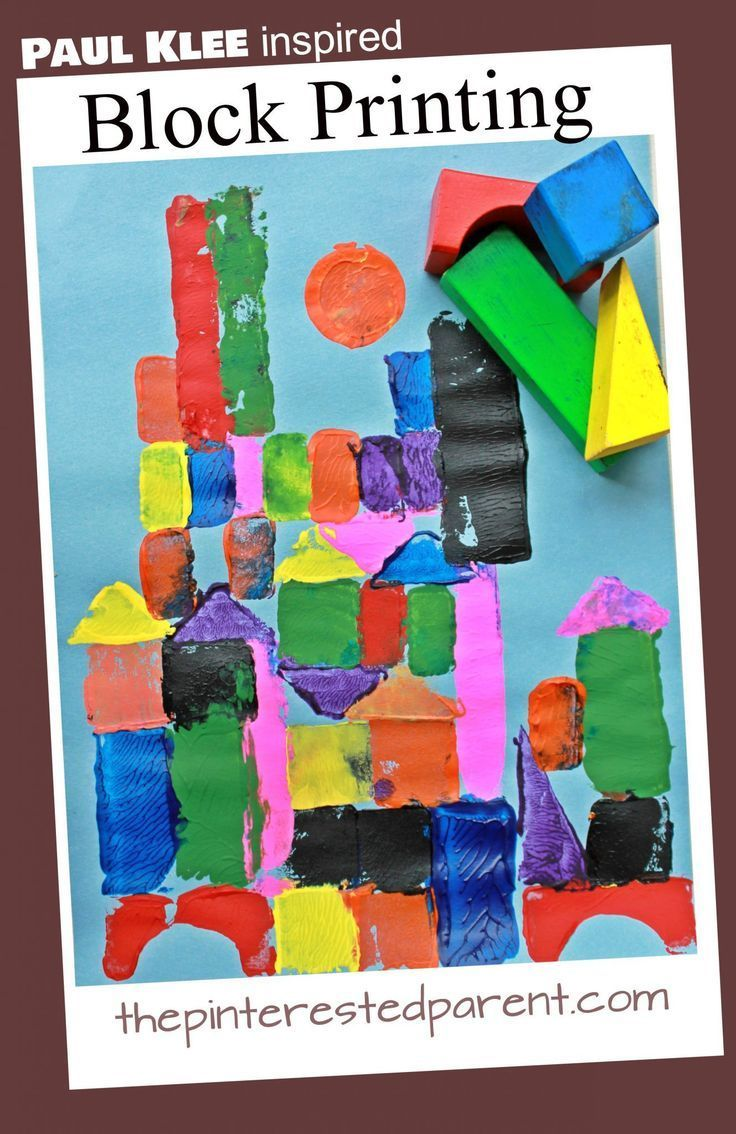 PAUL KLEE inspired
Block Printing
thepinterestedparent.com